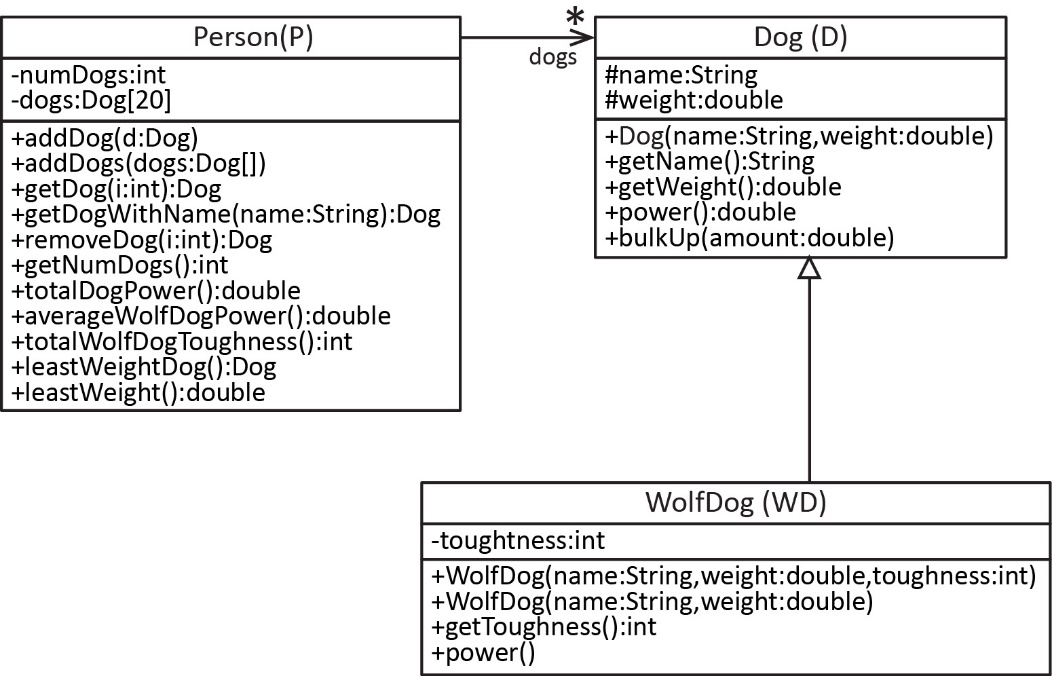 Person(P)
-numDogs:int
-dogs:Dog[20]
+addDog(d:Dog)
+addDogs(dogs:Dog[])
+getDog(i:int):Dog
+getDogWithName(name:String):Dog
+removeDog(i:int):Dog
+getNumDogs():int
+totalDogPower():double
+averageWolfDogPower():double
+totalWolfDogToughness():int
+leastWeightDog():Dog
+leastWeight():double
*
dogs
Dog (D)
#name:String
#weight:double
+Dog(name:String,weight:double)
+getName():String
+getWeight():double
+power():double
+bulkUp(amount:double)
WolfDog (WD)
-toughtness:int
+WolfDog(name:String,weight:double,toughness:int)
+WolfDog(name:String,weight:double)
+getToughness():int
+power()